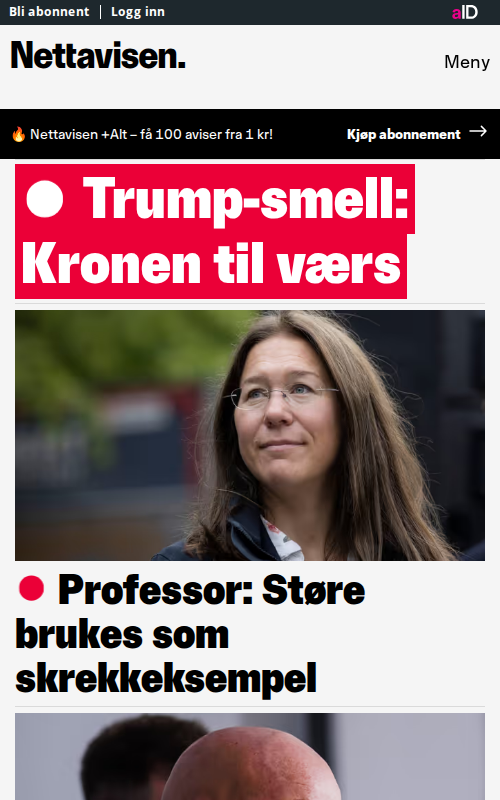 Bli abonnent | Logg inn
aID
Nettavisen.
Meny
🔥 Nettavisen +Alt – få 100 aviser fra 1 kr!
Kjøp abonnement →
Trump-smell:
Kronen til værs
Professor: Støre
brukes som
skrekkeksempel